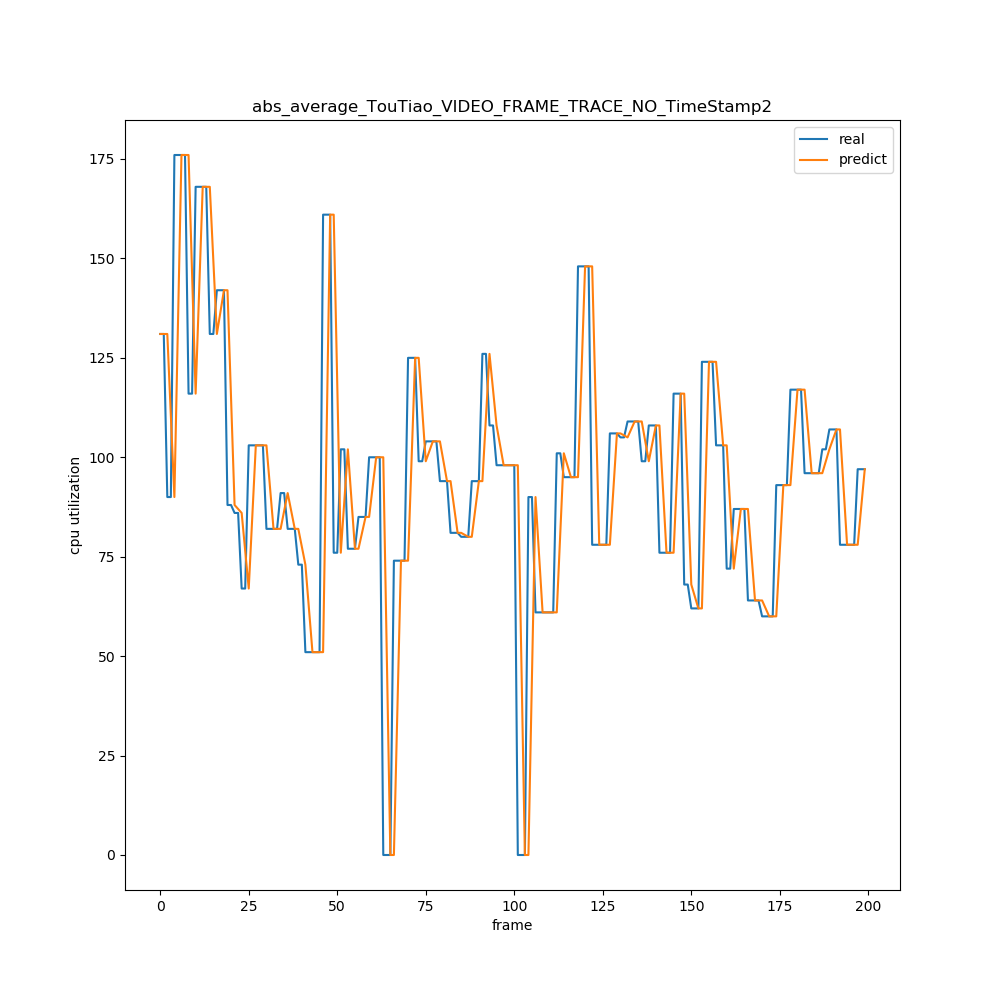 abs_average_TouTiao_VIDEO_FRAME_TRACE_NO_TimeStamp2
real
predict
175
150
125
100
75
50
25
0
cpu utilization
0 25 50 75 100 125 150 175 200
frame